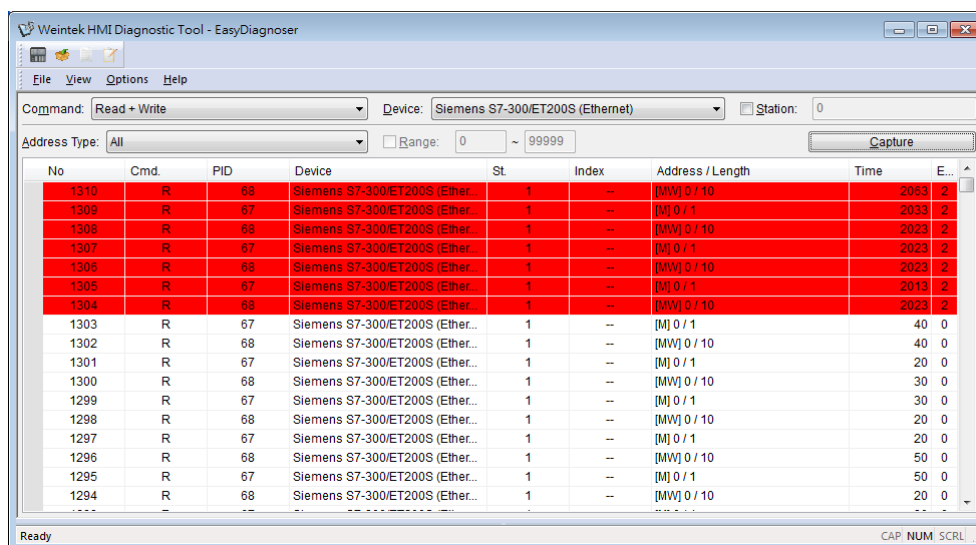 Weintek HMI Diagnostic Tool - EasyDiagnoser
File View Options Help
Command: Read + Write Device: Siemens S7-300/ET200S (Ethernet) Station: 0
Address Type: All Range: 0 ~ 99999 Capture
No Cmd. PID Device St. Index Address / Length Time E...
1310 R 68 Siemens S7-300/ET200S (Ether... 1 -- [MW] 0 / 10 2063 2
1309 R 67 Siemens S7-300/ET200S (Ether... 1 -- [M] 0 / 1 2033 2
1308 R 68 Siemens S7-300/ET200S (Ether... 1 -- [MW] 0 / 10 2023 2
1307 R 67 Siemens S7-300/ET200S (Ether... 1 -- [M] 0 / 1 2023 2
1306 R 68 Siemens S7-300/ET200S (Ether... 1 -- [MW] 0 / 10 2023 2
1305 R 67 Siemens S7-300/ET200S (Ether... 1 -- [M] 0 / 1 2013 2
1304 R 68 Siemens S7-300/ET200S (Ether... 1 -- [MW] 0 / 10 2023 2
1303 R 67 Siemens S7-300/ET200S (Ether... 1 -- [M] 0 / 1 40 0
1302 R 68 Siemens S7-300/ET200S (Ether... 1 -- [MW] 0 / 10 40 0
1301 R 67 Siemens S7-300/ET200S (Ether... 1 -- [M] 0 / 1 20 0
1300 R 68 Siemens S7-300/ET200S (Ether... 1 -- [MW] 0 / 10 30 0
1299 R 67 Siemens S7-300/ET200S (Ether... 1 -- [M] 0 / 1 30 0
1298 R 68 Siemens S7-300/ET200S (Ether... 1 -- [MW] 0 / 10 20 0
1297 R 67 Siemens S7-300/ET200S (Ether... 1 -- [M] 0 / 1 20 0
1296 R 68 Siemens S7-300/ET200S (Ether... 1 -- [MW] 0 / 10 50 0
1295 R 67 Siemens S7-300/ET200S (Ether... 1 -- [M] 0 / 1 50 0
1294 R 68 Siemens S7-300/ET200S (Ether... 1 -- [MW] 0 / 10 20 0
Ready CAP NUM SCRL